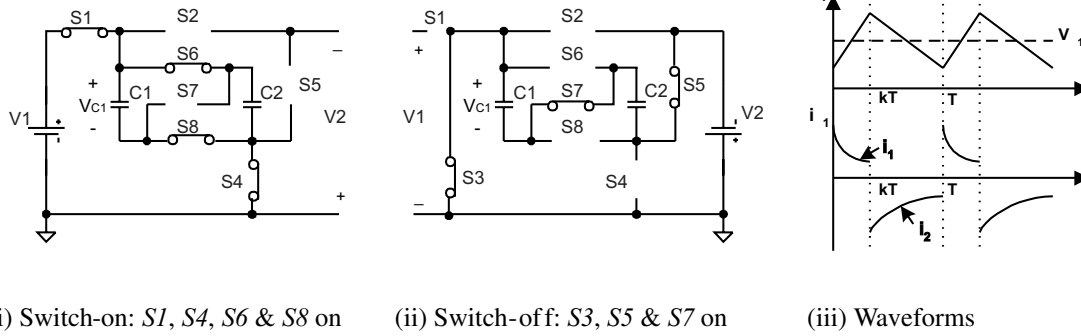 S1
S2
–
S6
+
C1
S7
C2
S5
VC1
V1
-
S8
V2
S4
+
S1
S2
+
S6
+
C1
S7
C2
S5
VC1
V1
-
S8
V2
S3
S4
–
V 1
kT
T
i 1
i1
kT
T
i2
i) Switch-on: S1, S4, S6 & S8 on
(ii) Switch-off: S3, S5 & S7 on
(iii) Waveforms